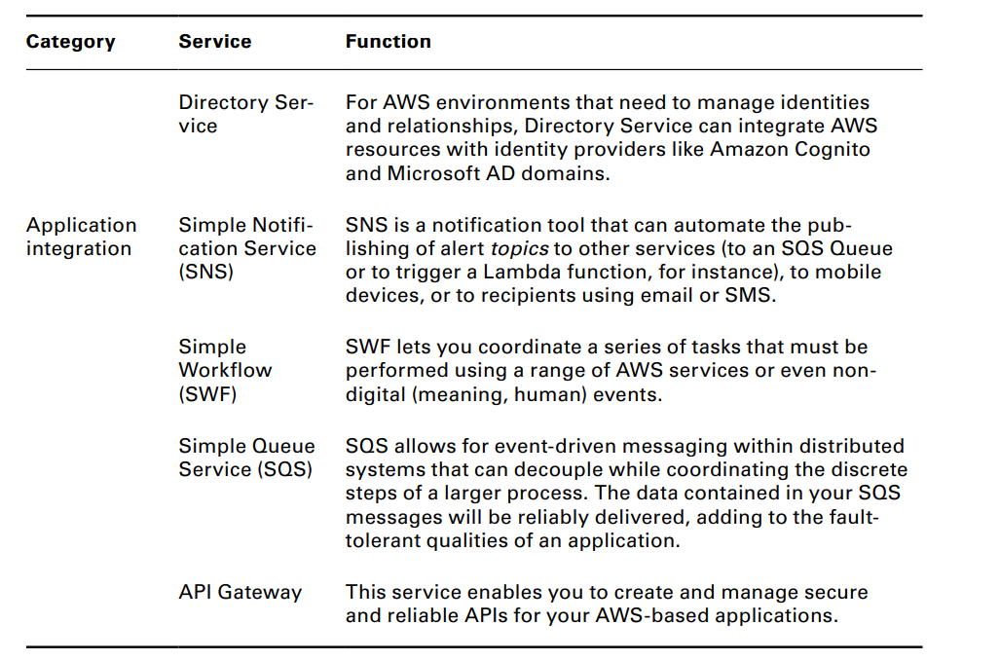 Category Service Function
Directory Ser- For AWS environments that need to manage identities
vice and relationships, Directory Service can integrate AWS
resources with identity providers like Amazon Cognito
and Microsoft AD domains.
Application Simple Notifi- SNS is a notification tool that can automate the pub-
integration cation Service lishing of alert topics to other services (to an SQS Queue
(SNS) or to trigger a Lambda function, for instance), to mobile
devices, or to recipients using email or SMS.
Simple SWF lets you coordinate a series of tasks that must be
Workflow performed using a range of AWS services or even non-
(SWF) digital (meaning, human) events.
Simple Queue SQS allows for event-driven messaging within distributed
Service (SQS) systems that can decouple while coordinating the discrete
steps of a larger process. The data contained in your SQS
messages will be reliably delivered, adding to the fault-
tolerant qualities of an application.
API Gateway This service enables you to create and manage secure
and reliable APIs for your AWS-based applications.